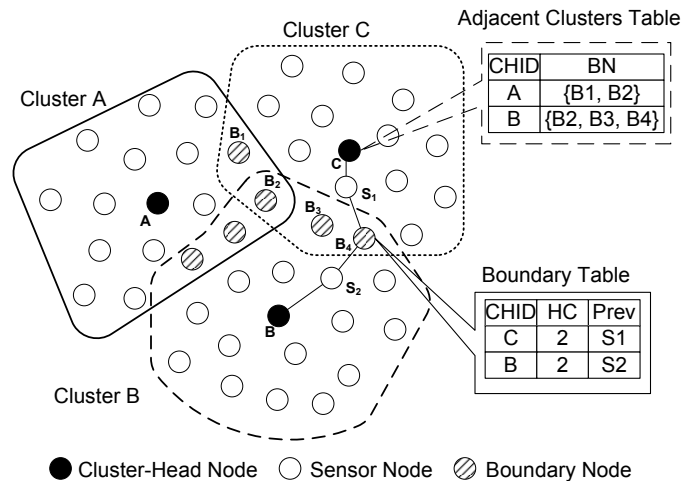 Adjacent Clusters Table
CHID BN
A {B1, B2}
B {B2, B3, B4}
Cluster C
Cluster A
B1
B2
C
S1
A
B3
B4
S2
B
Boundary Table
CHID HC Prev
C 2 S1
B 2 S2
Cluster B
Cluster-Head Node Sensor Node Boundary Node